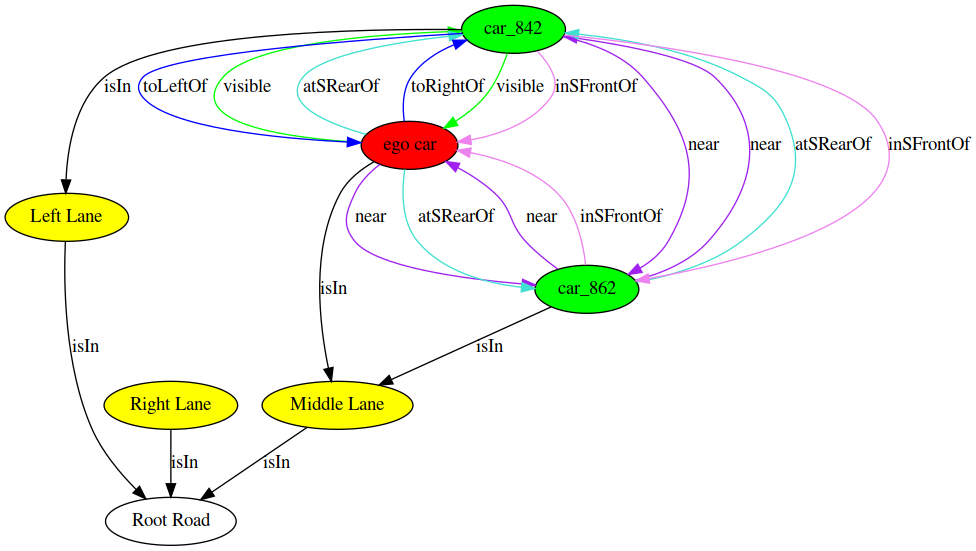 car_842
isIn
toLeftOf
visible
atSRearOf
toRightOf
visible
inSFrontOf
ego car
near
near
atSRearOf
inSFrontOf
Left Lane
near
atSRearOf
near
inSFrontOf
isIn
car_862
isIn
isIn
Right Lane
Middle Lane
isIn
isIn
Root Road